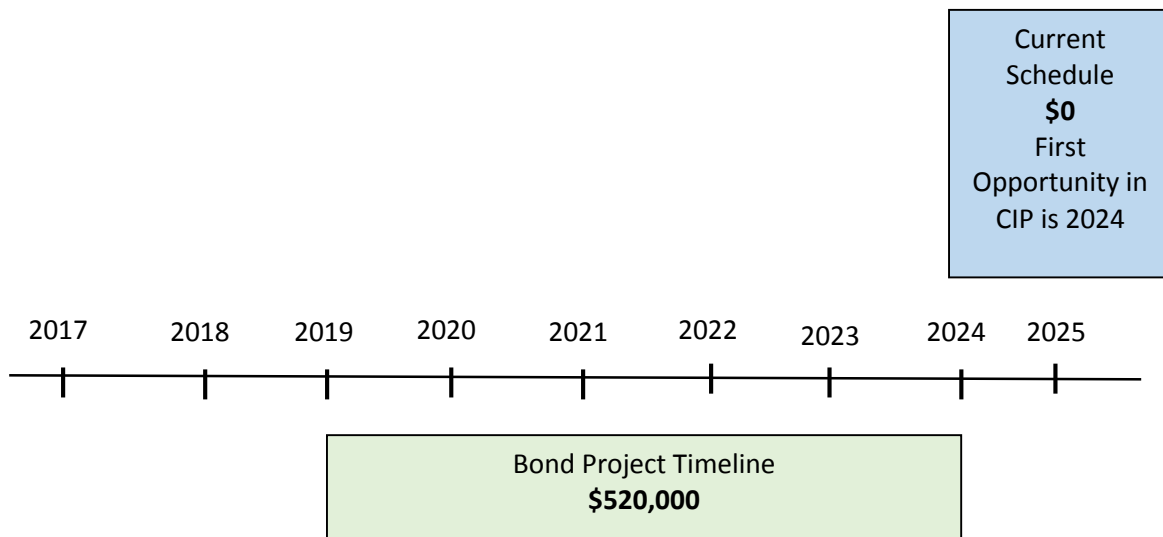 Current
Schedule
$0
First
Opportunity in
CIP is 2024
2017 2018 2019 2020 2021 2022 2023 2024 2025
Bond Project Timeline
$520,000